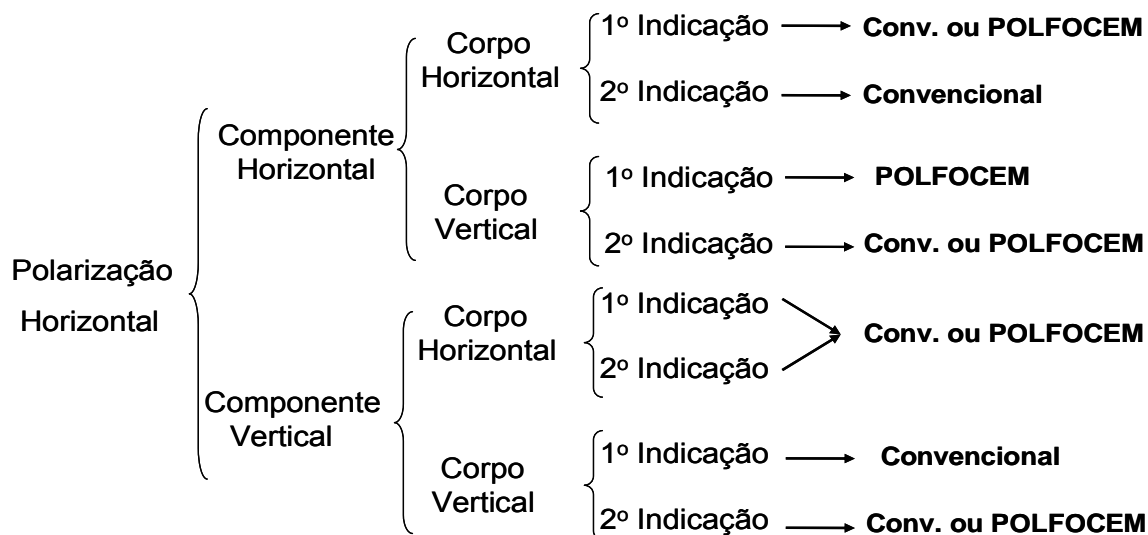 Polarização
Horizontal
Componente
Horizontal
Corpo
Horizontal
1º Indicação
Conv. ou POLFOCEM
2º Indicação
Convencional
Corpo
Vertical
1º Indicação
POLFOCEM
2º Indicação
Conv. ou POLFOCEM
Componente
Vertical
Corpo
Horizontal
1º Indicação
2º Indicação
Conv. ou POLFOCEM
Corpo
Vertical
1º Indicação
Convencional
2º Indicação
Conv. ou POLFOCEM